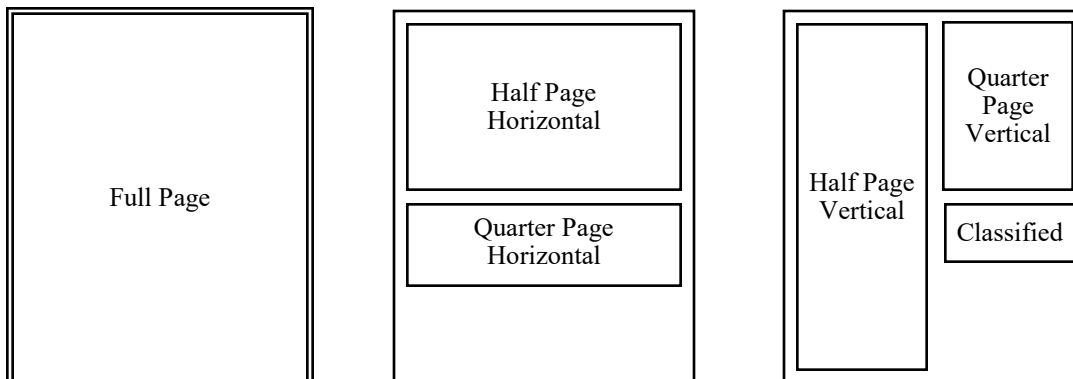 Full Page
Half Page
Horizontal
Quarter Page
Horizontal
Half Page
Vertical
Quarter
Page
Vertical
Classified